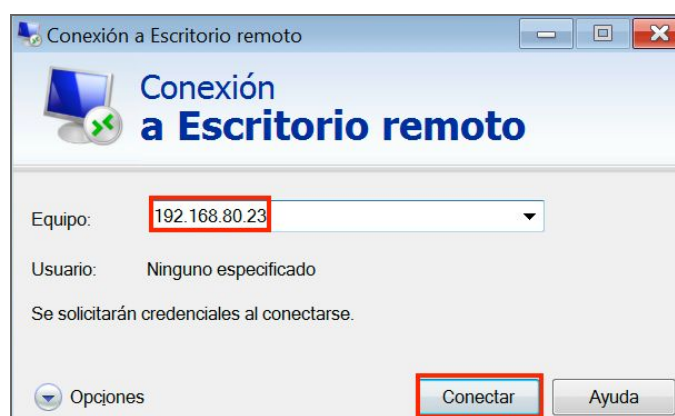 Conexión a Escritorio remoto
Conexión
a Escritorio remoto
Equipo: 192.168.80.23
Usuario: Ninguno especificado
Se solicitarán credenciales al conectarse.
Opciones Conectar Ayuda